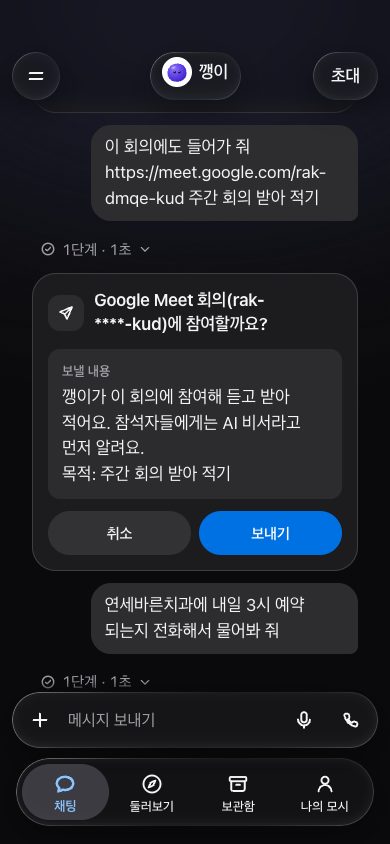 깽이
초대
이 회의에도 들어가 줘
https://meet.google.com/rak-
dmqe-kud 주간 회의 받아 적기
1단계 · 1초
Google Meet 회의(rak-
****-kud)에 참여할까요?
보낼 내용
깽이가 이 회의에 참여해 듣고 받아
적어요. 참석자들에게는 AI 비서라고
먼저 알려요.
목적: 주간 회의 받아 적기
취소
보내기
연세바른치과에 내일 3시 예약
되는지 전화해서 물어봐 줘
1단계 · 1초
메시지 보내기
채팅
둘러보기
보관함
나의 모시